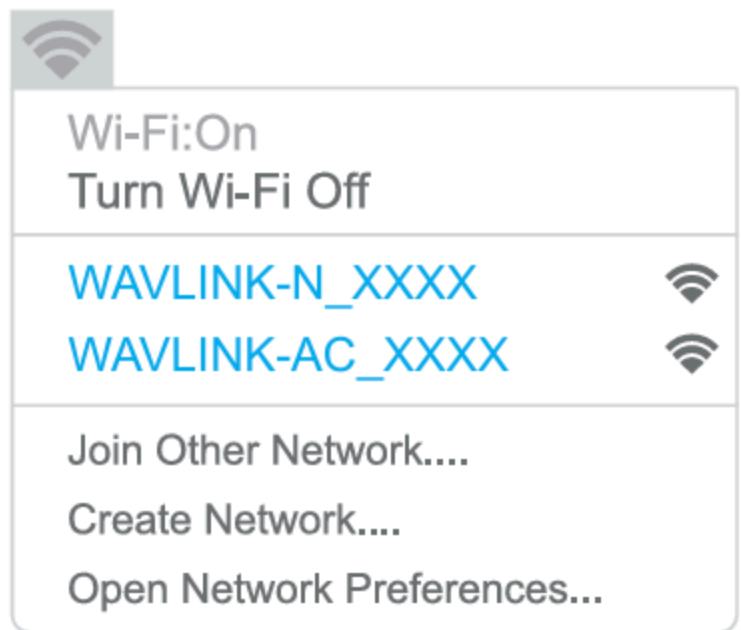 Wi-Fi:On
Turn Wi-Fi Off
WAVLINK-N_XXXX
WAVLINK-AC_XXXX
Join Other Network....
Create Network....
Open Network Preferences...